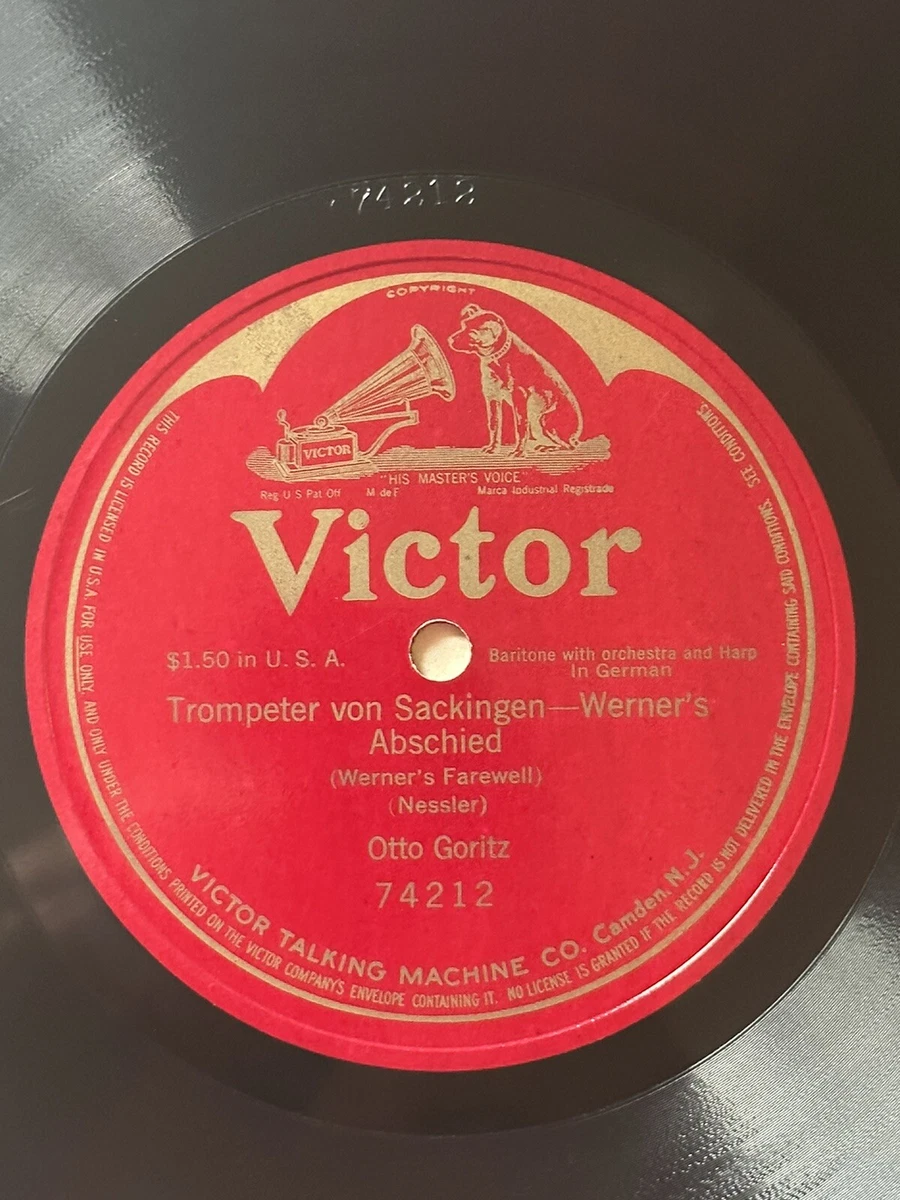 74212
COPYRIGHT
VICTOR
"HIS MASTER'S VOICE"
Reg U S Pat Off M de F Marca Industrial Registrada
Victor
$1.50 in U. S. A.
Baritone with orchestra and Harp
In German
Trompeter von Sackingen—Werner's
Abschied
(Werner's Farewell)
(Nessler)
Otto Goritz
74212
VICTOR TALKING MACHINE CO. Camden, N. J.
THIS RECORD IS LICENSED IN U.S.A. FOR USE ONLY, AND ONLY UNDER THE CONDITIONS PRINTED ON THE VICTOR COMPANY'S ENVELOPE CONTAINING IT. NO LICENSE IS GRANTED IF THE RECORD IS NOT DELIVERED IN THE ENVELOPE CONTAINING SAID CONDITIONS. SEE CONDITIONS.